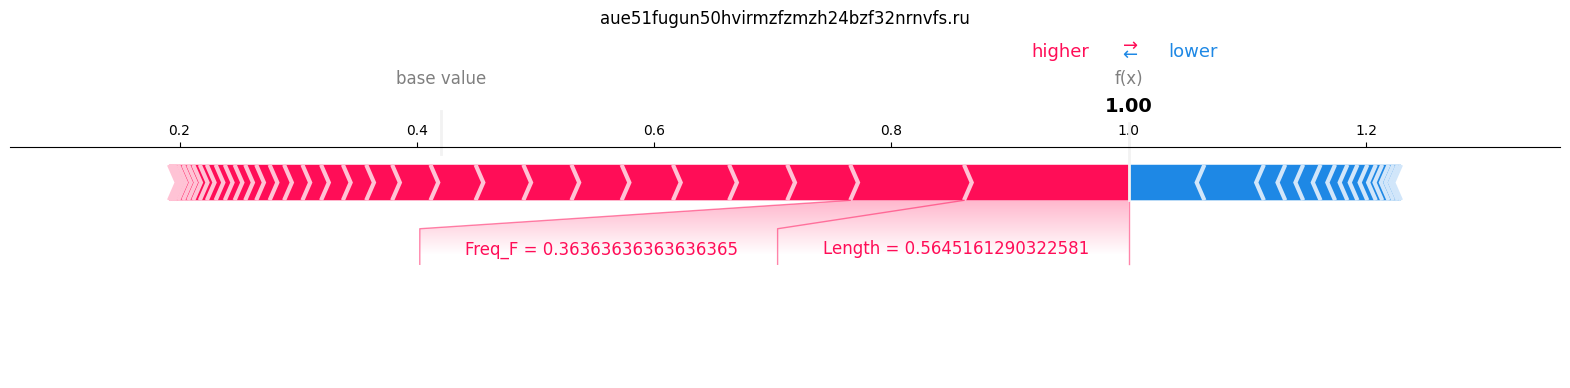 aue51fugun50hvirmzfzmzh24bzf32nrnvfs.ru
higher ⇄ lower
base value f(x)
1.00
0.2 0.4 0.6 0.8 1.0 1.2
Freq_F = 0.36363636363636365 Length = 0.5645161290322581